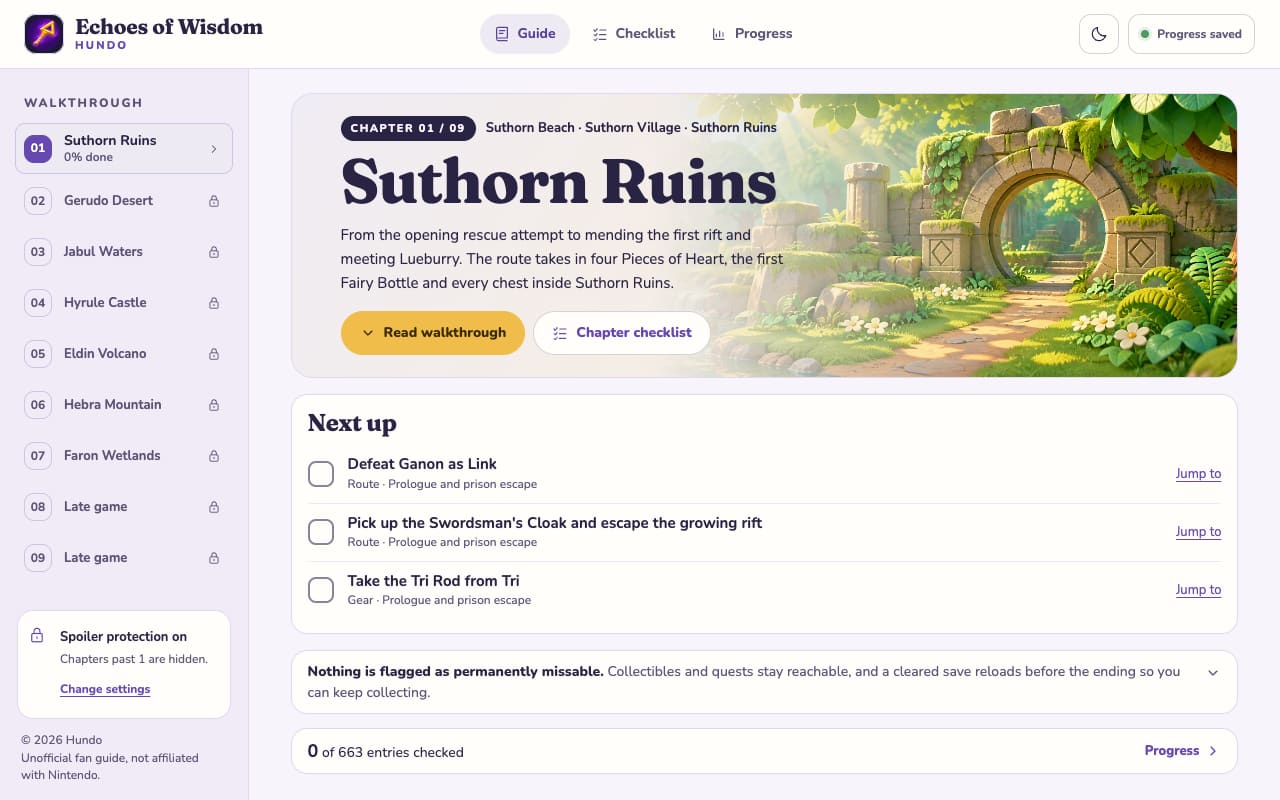 Echoes of Wisdom
HUNDO
Guide
Checklist
Progress
Progress saved
WALKTHROUGH
01
Suthorn Ruins
0% done
02
Gerudo Desert
03
Jabul Waters
04
Hyrule Castle
05
Eldin Volcano
06
Hebra Mountain
07
Faron Wetlands
08
Late game
09
Late game
Spoiler protection on
Chapters past 1 are hidden.
Change settings
© 2026 Hundo
Unofficial fan guide, not affiliated
with Nintendo.
CHAPTER 01 / 09
Suthorn Beach · Suthorn Village · Suthorn Ruins
Suthorn Ruins
From the opening rescue attempt to mending the first rift and
meeting Lueburry. The route takes in four Pieces of Heart, the first
Fairy Bottle and every chest inside Suthorn Ruins.
Read walkthrough
Chapter checklist
Next up
Defeat Ganon as Link
Route · Prologue and prison escape
Jump to
Pick up the Swordsman's Cloak and escape the growing rift
Route · Prologue and prison escape
Jump to
Take the Tri Rod from Tri
Gear · Prologue and prison escape
Jump to
Nothing is flagged as permanently missable. Collectibles and quests stay reachable, and a cleared save reloads before the ending so you
can keep collecting.
0 of 663 entries checked
Progress